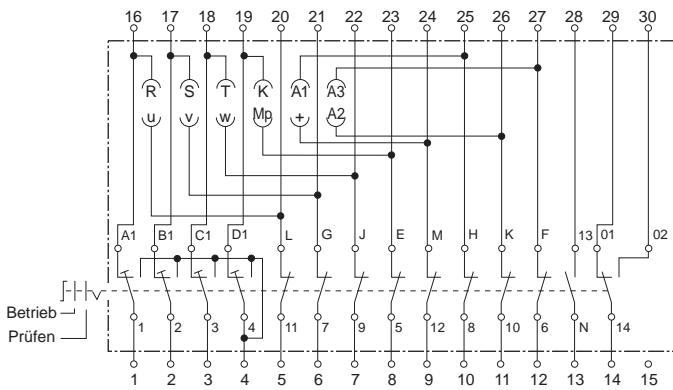 16 17 18 19 20 21 22 23 24 25 26 27 28 29 30
R S T K A1 A3
u v w Mp + A2
A1 B1 C1 D1 L G J E M H K F 13 01 02
Betrieb
Prüfen
1 2 3 4 11 7 9 5 12 8 10 6 N 14
1 2 3 4 5 6 7 8 9 10 11 12 13 14 15